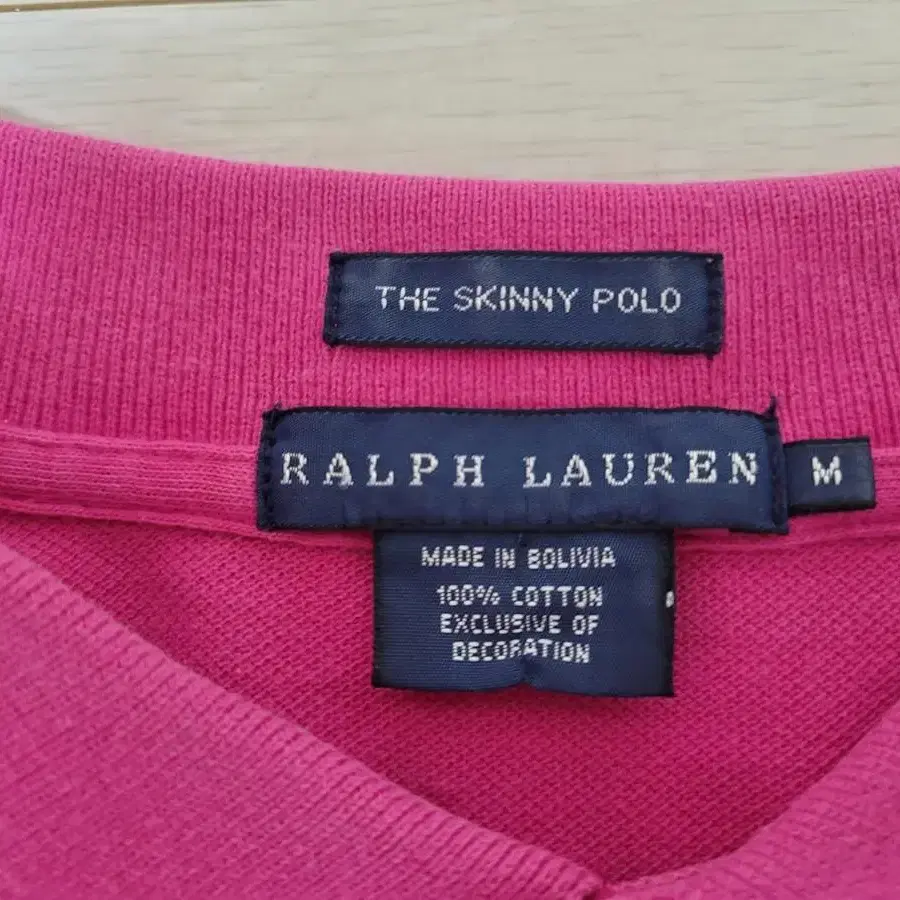 THE SKINNY POLO
RALPH LAUREN
M
MADE IN BOLIVIA
100% COTTON
EXCLUSIVE OF
DECORATION